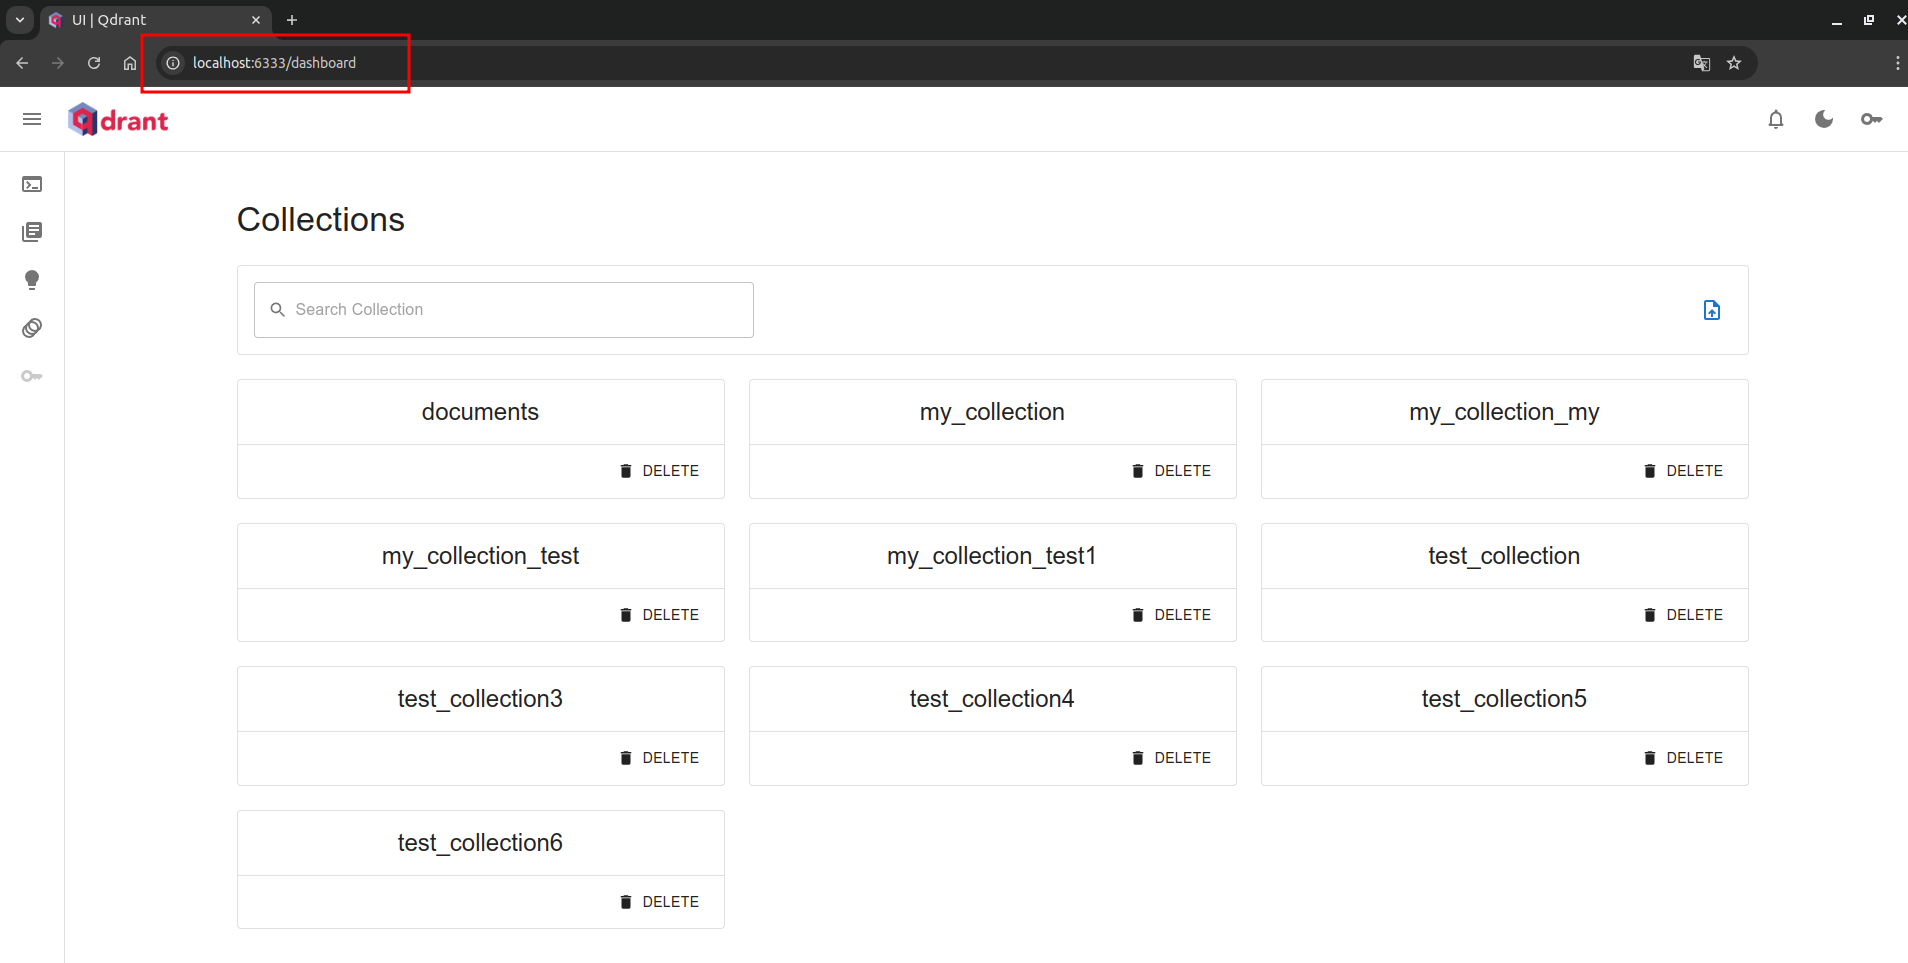 UI | Qdrant
localhost:6333/dashboard
qdrant
Collections
Search Collection
documents
DELETE
my_collection
DELETE
my_collection_my
DELETE
my_collection_test
DELETE
my_collection_test1
DELETE
test_collection
DELETE
test_collection3
DELETE
test_collection4
DELETE
test_collection5
DELETE
test_collection6
DELETE